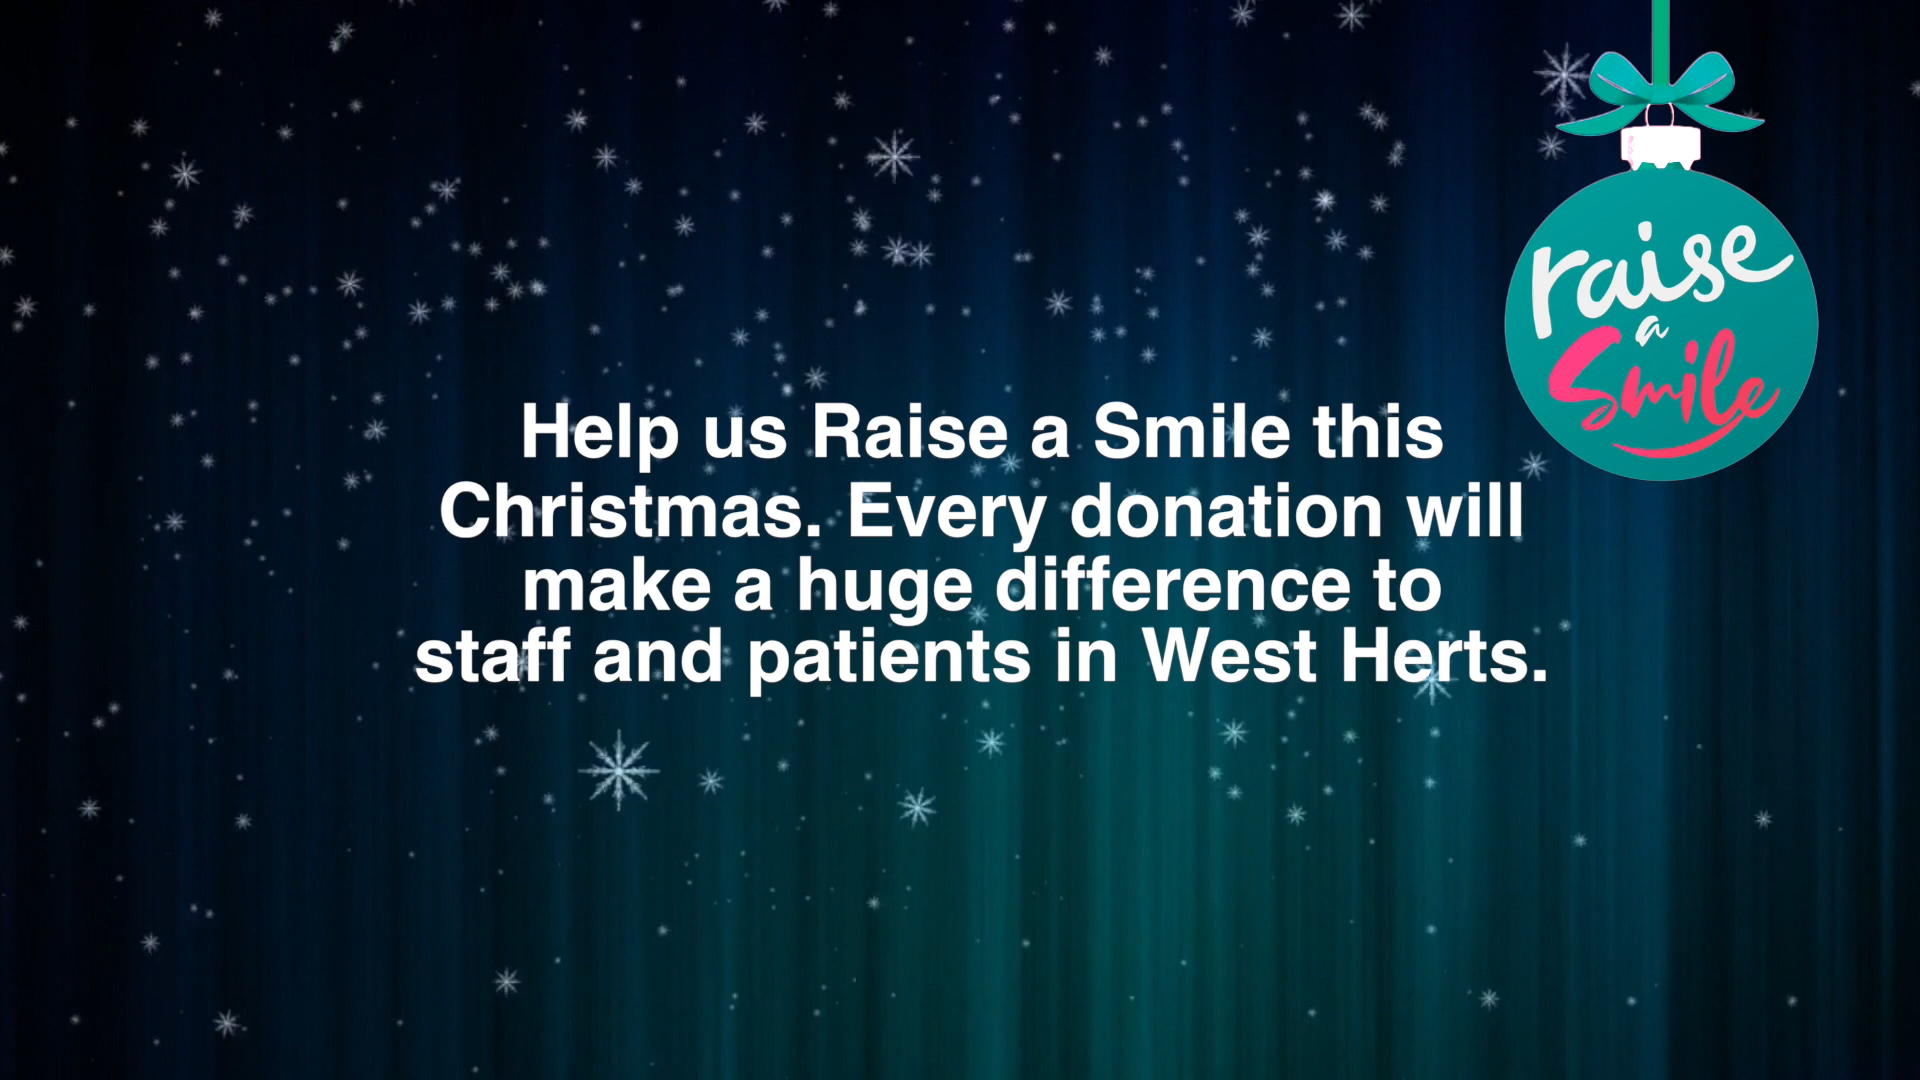 Help us Raise a Smile this
Christmas. Every donation will
make a huge difference to
staff and patients in West Herts.
raise
a
Smile